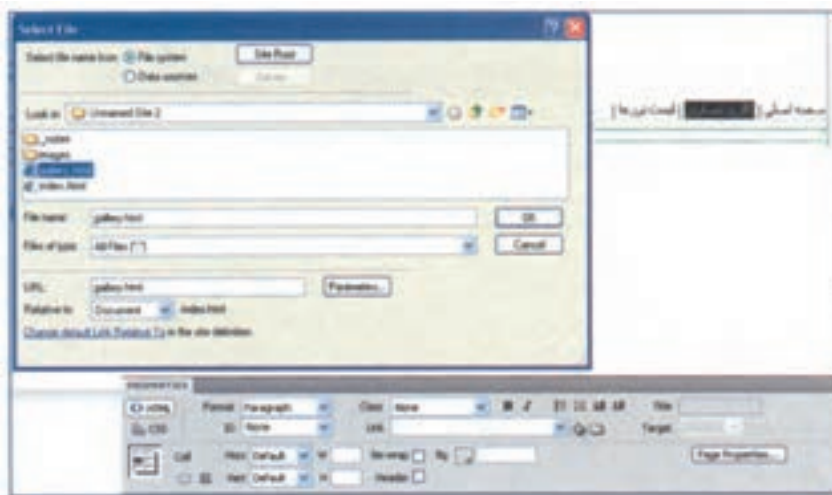 Select File
Select file name from: File system
Site Root
Data sources
Look in: Unnamed Site 2
_notes
images
gallery.html
index.html
File name: gallery.html
OK
Files of type: All Files (*.*)
Cancel
URL: gallery.html
Parameters...
Relative to: Document index.html
Change default Link Relative To in the site definition.
صفحه اصلی | | لیست تورها |
PROPERTIES
HTML Format Paragraph Class None B I Title
CSS ID None Link Target
Cell Horz Default W No wrap Bg Page Properties...
Vert Default H Header